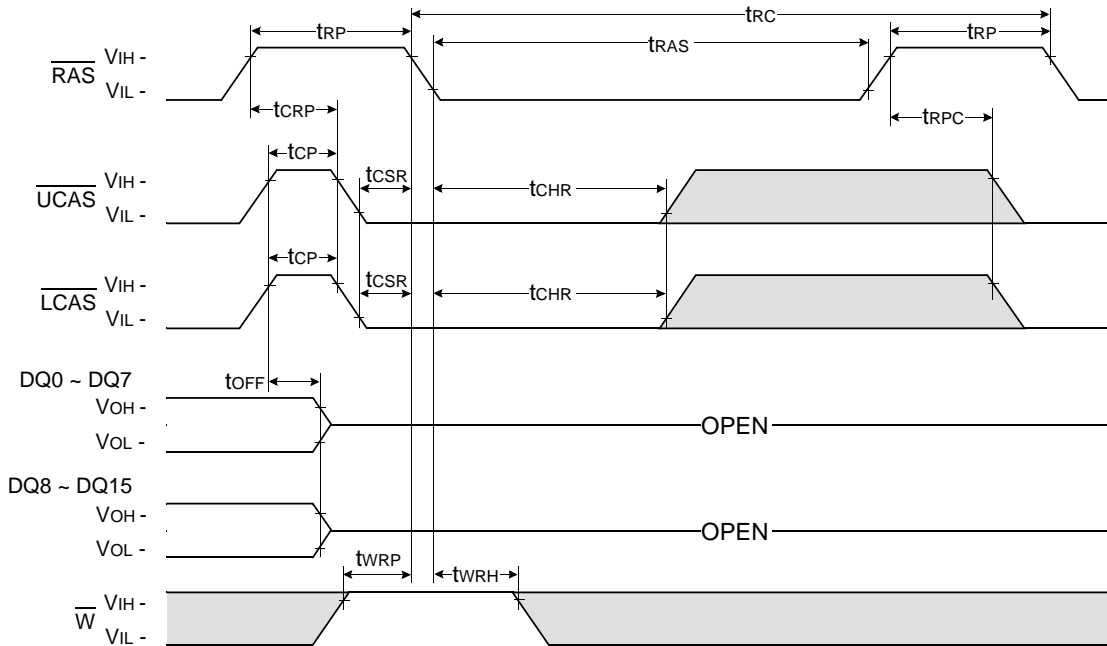 tRC
tRP tRP
tRAS
RAS VIH -
VIL -
tCRP tRPC
tCP tCSR
UCAS VIH -
VIL -
tCHR
tCP tCSR
LCAS VIH -
VIL -
tCHR
DQ0 ~ DQ7 tOFF
VOH -
VOL -
OPEN
DQ8 ~ DQ15
VOH -
VOL -
OPEN
tWRP tWRH
W VIH -
VIL -